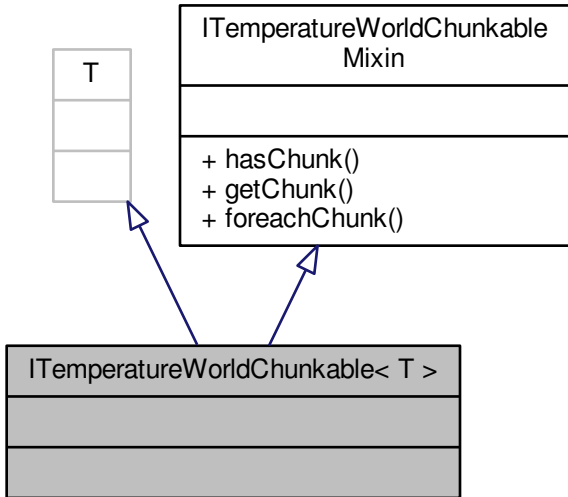 T
ITemperatureWorldChunkable
Mixin
+ hasChunk()
+ getChunk()
+ foreachChunk()
ITemperatureWorldChunkable< T >